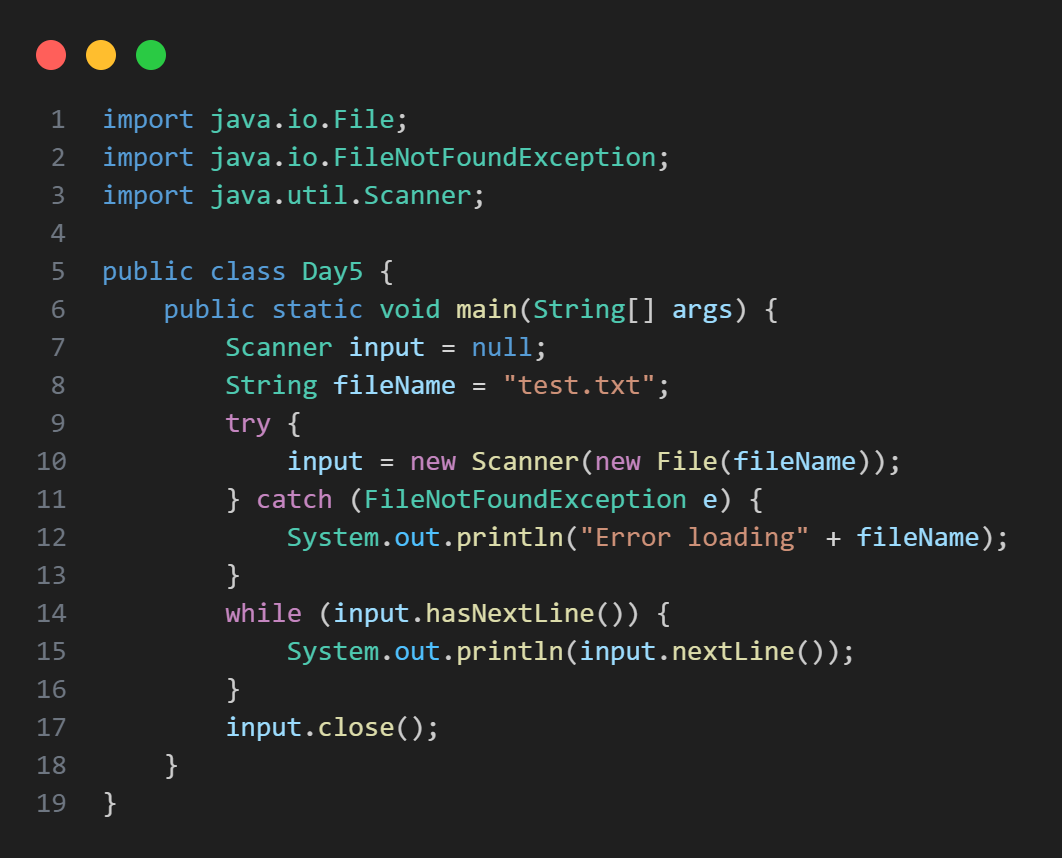 1 import java.io.File;
2 import java.io.FileNotFoundException;
3 import java.util.Scanner;
4
5 public class Day5 {
6     public static void main(String[] args) {
7         Scanner input = null;
8         String fileName = "test.txt";
9         try {
10             input = new Scanner(new File(fileName));
11         } catch (FileNotFoundException e) {
12             System.out.println("Error loading" + fileName);
13         }
14         while (input.hasNextLine()) {
15             System.out.println(input.nextLine());
16         }
17         input.close();
18     }
19 }